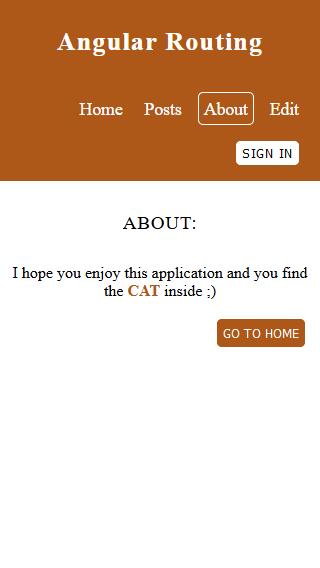 Angular Routing
Home Posts About Edit
SIGN IN
ABOUT:
I hope you enjoy this application and you find
the CAT inside ;)
GO TO HOME